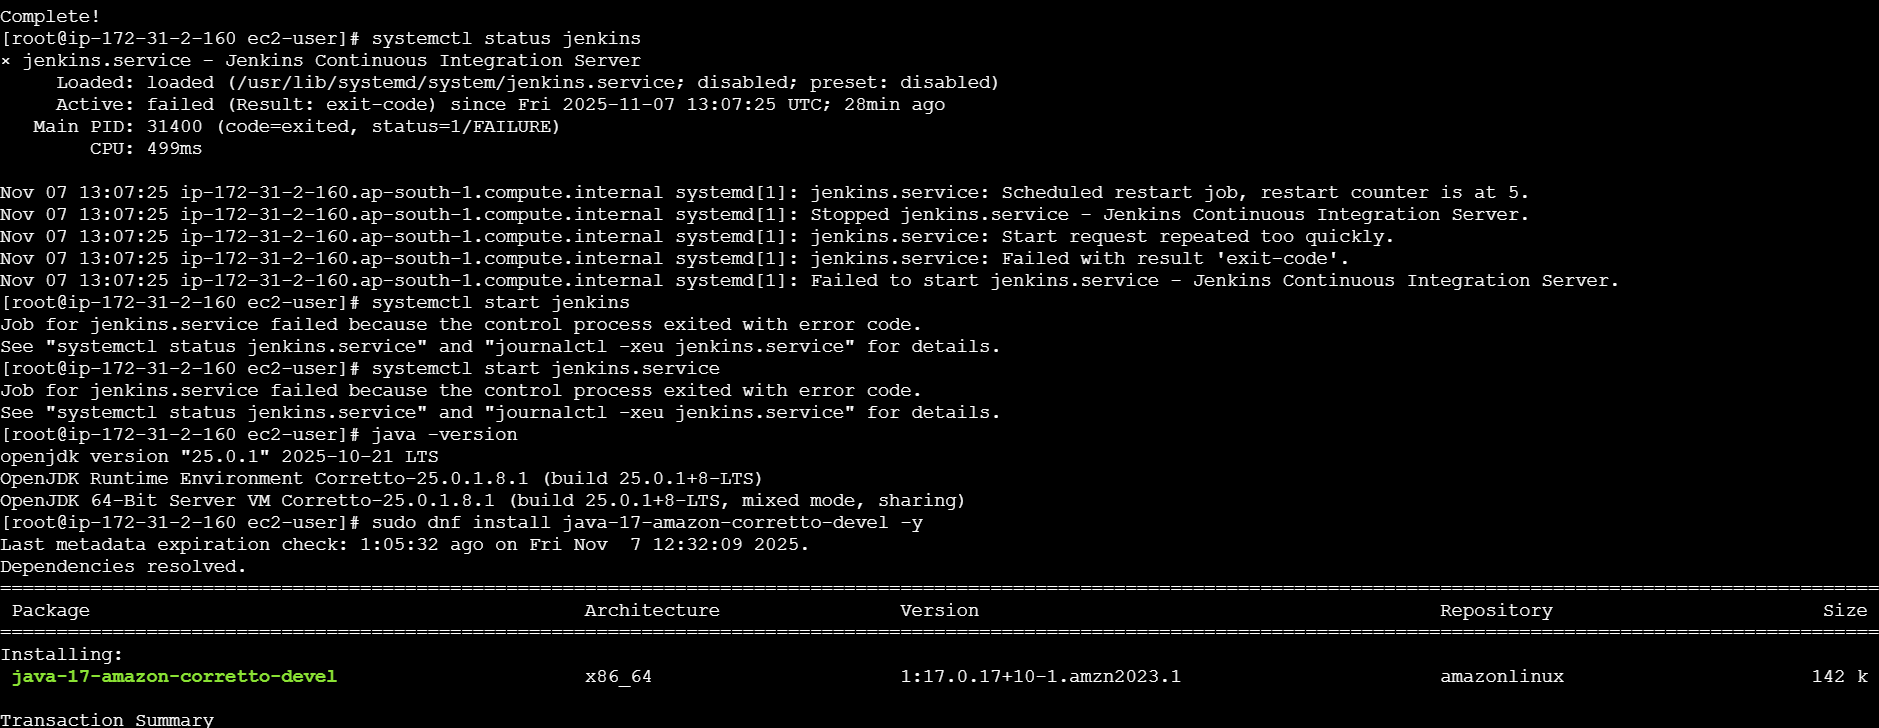 Complete!
[root@ip-172-31-2-160 ec2-user]# systemctl status jenkins
× jenkins.service - Jenkins Continuous Integration Server
     Loaded: loaded (/usr/lib/systemd/system/jenkins.service; disabled; preset: disabled)
     Active: failed (Result: exit-code) since Fri 2025-11-07 13:07:25 UTC; 28min ago
   Main PID: 31400 (code=exited, status=1/FAILURE)
        CPU: 499ms

Nov 07 13:07:25 ip-172-31-2-160.ap-south-1.compute.internal systemd[1]: jenkins.service: Scheduled restart job, restart counter is at 5.
Nov 07 13:07:25 ip-172-31-2-160.ap-south-1.compute.internal systemd[1]: Stopped jenkins.service - Jenkins Continuous Integration Server.
Nov 07 13:07:25 ip-172-31-2-160.ap-south-1.compute.internal systemd[1]: jenkins.service: Start request repeated too quickly.
Nov 07 13:07:25 ip-172-31-2-160.ap-south-1.compute.internal systemd[1]: jenkins.service: Failed with result 'exit-code'.
Nov 07 13:07:25 ip-172-31-2-160.ap-south-1.compute.internal systemd[1]: Failed to start jenkins.service - Jenkins Continuous Integration Server.
[root@ip-172-31-2-160 ec2-user]# systemctl start jenkins
Job for jenkins.service failed because the control process exited with error code.
See "systemctl status jenkins.service" and "journalctl -xeu jenkins.service" for details.
[root@ip-172-31-2-160 ec2-user]# systemctl start jenkins.service
Job for jenkins.service failed because the control process exited with error code.
See "systemctl status jenkins.service" and "journalctl -xeu jenkins.service" for details.
[root@ip-172-31-2-160 ec2-user]# java -version
openjdk version "25.0.1" 2025-10-21 LTS
OpenJDK Runtime Environment Corretto-25.0.1.8.1 (build 25.0.1+8-LTS)
OpenJDK 64-Bit Server VM Corretto-25.0.1.8.1 (build 25.0.1+8-LTS, mixed mode, sharing)
[root@ip-172-31-2-160 ec2-user]# sudo dnf install java-17-amazon-corretto-devel -y
Last metadata expiration check: 1:05:32 ago on Fri Nov  7 12:32:09 2025.
Dependencies resolved.
Package Architecture Version Repository Size
Installing:
java-17-amazon-corretto-devel x86_64 1:17.0.17+10-1.amzn2023.1 amazonlinux 142 k

Transaction Summary